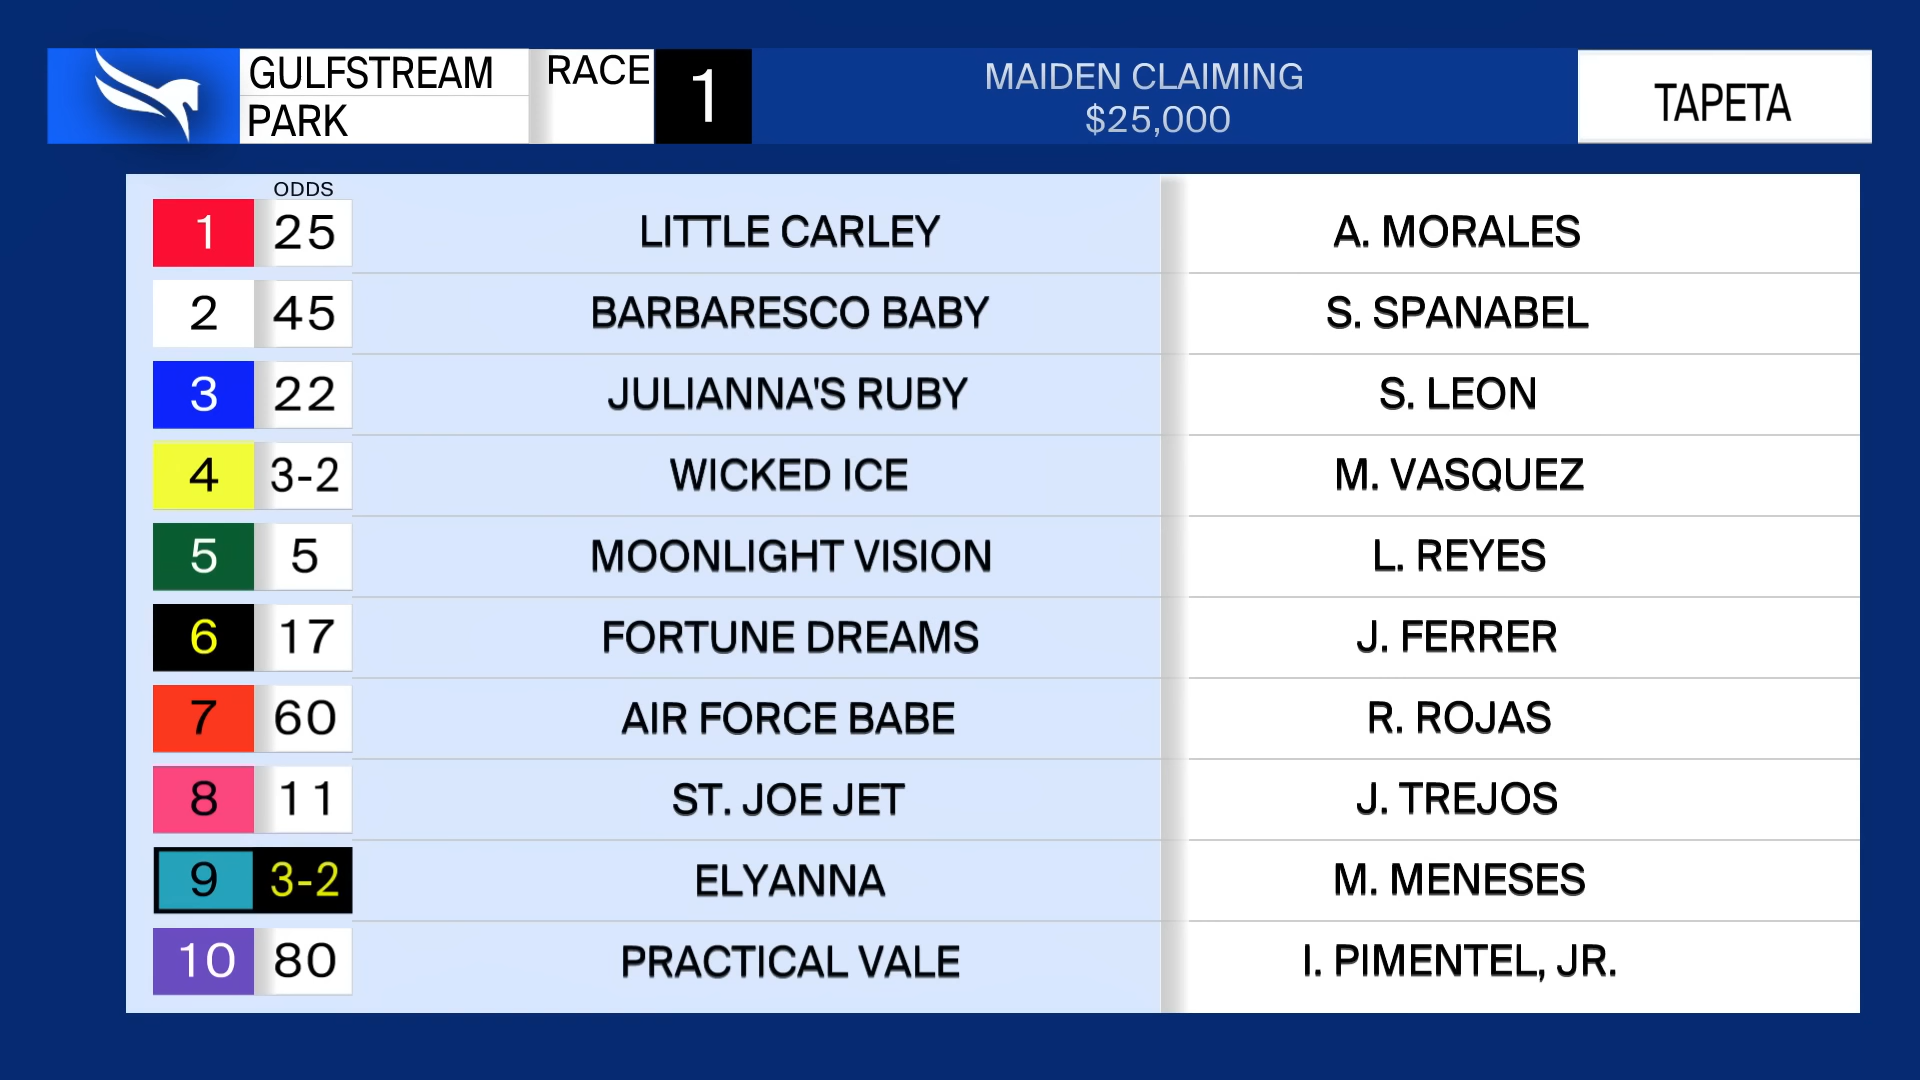 GULFSTREAM
PARK
RACE 1
MAIDEN CLAIMING
$25,000
TAPETA
ODDS
1 25 LITTLE CARLEY A. MORALES
2 45 BARBARESCO BABY S. SPANABEL
3 22 JULIANNA'S RUBY S. LEON
4 3-2 WICKED ICE M. VASQUEZ
5 5 MOONLIGHT VISION L. REYES
6 17 FORTUNE DREAMS J. FERRER
7 60 AIR FORCE BABE R. ROJAS
8 11 ST. JOE JET J. TREJOS
9 3-2 ELYANNA M. MENESES
10 80 PRACTICAL VALE I. PIMENTEL, JR.